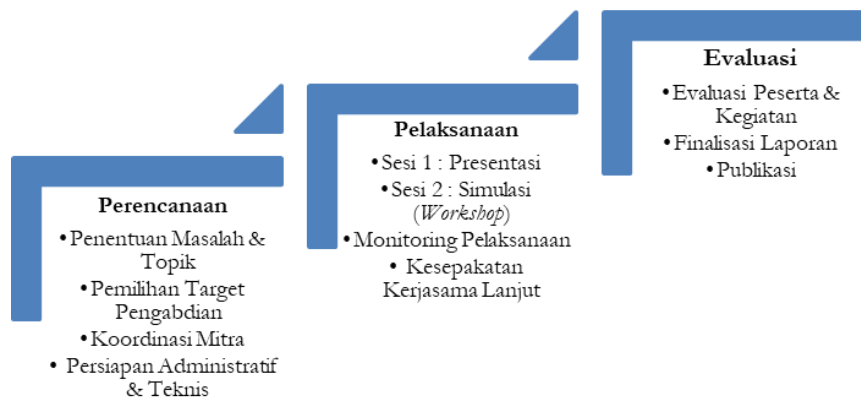 Perencanaan
•Penentuan Masalah &
Topik
•Pemilihan Target
Pengabdian
•Koordinasi Mitra
• Persiapan Administratif
& Teknis
Pelaksanaan
•Sesi 1 : Presentasi
•Sesi 2 : Simulasi
(Workshop)
•Monitoring Pelaksanaan
• Kesepakatan
Kerjasama Lanjut
Evaluasi
•Evaluasi Peserta &
Kegiatan
•Finalisasi Laporan
•Publikasi